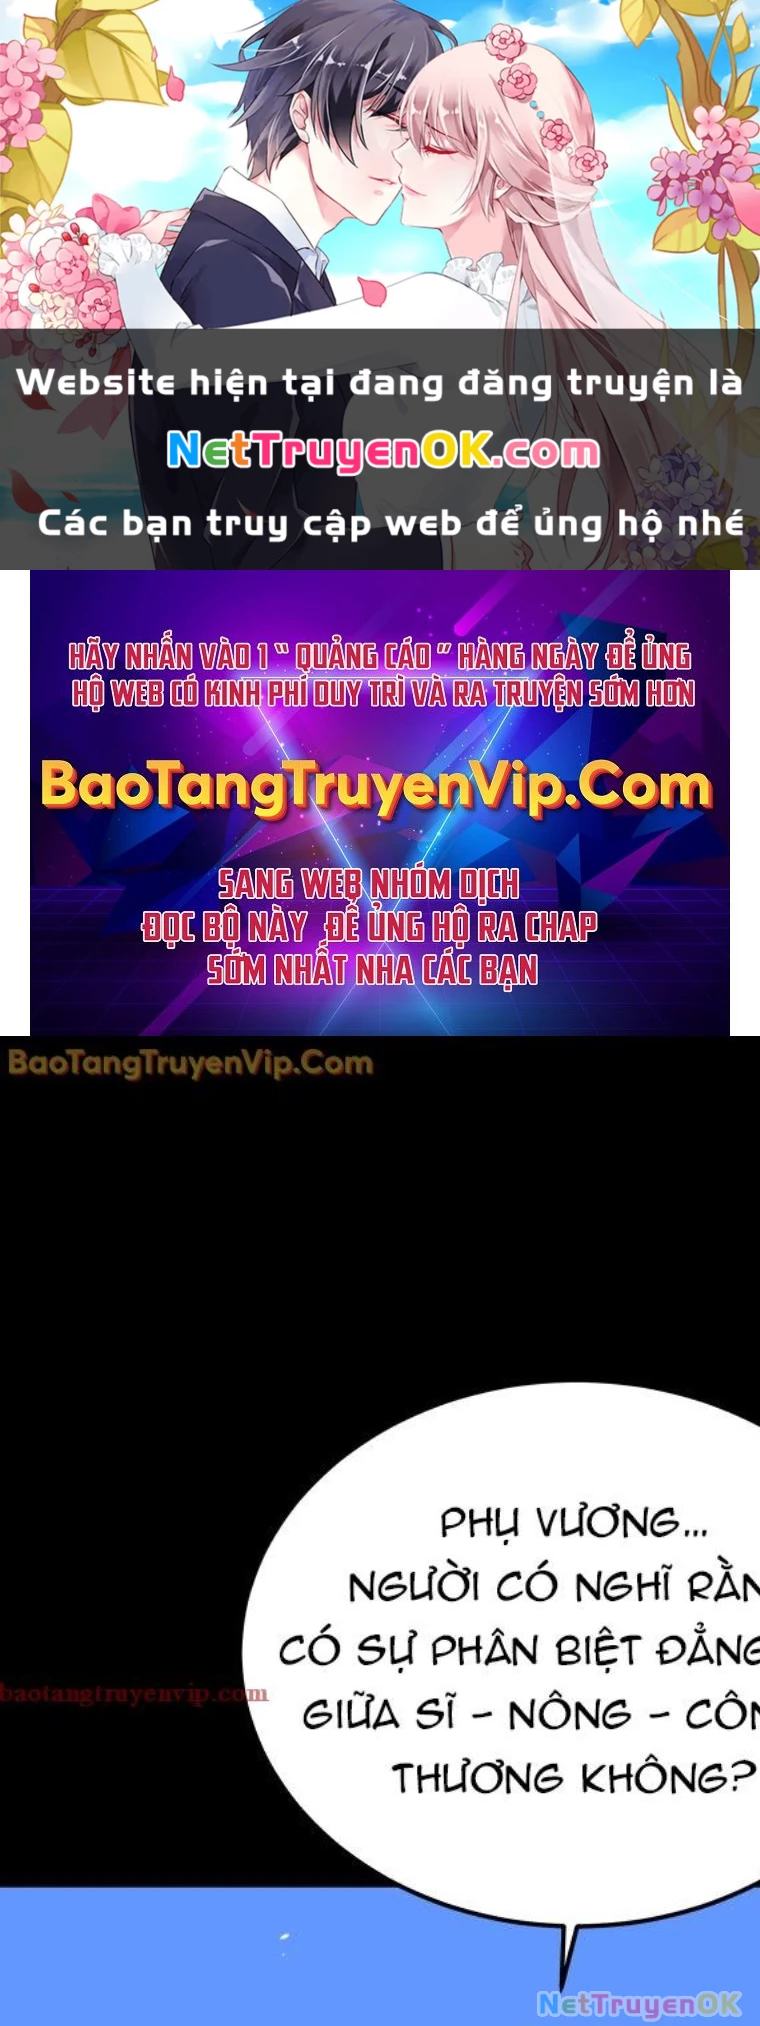 Website hiện tại đang đăng truyện là
NetTruyenOK.com
Các bạn truy cập web để ủng hộ nhé
HÃY NHẤN VÀO 1 “ QUẢNG CÁO ” HÀNG NGÀY ĐỂ ỦNG
HỘ WEB CÓ KINH PHÍ DUY TRÌ VÀ RA TRUYỆN SỚM HƠN
BaoTangTruyenVip.Com
SANG WEB NHÓM DỊCH
ĐỌC BỘ NÀY ĐỂ ỦNG HỘ RA CHAP
SỚM NHẤT NHA CÁC BẠN
BaoTangTruyenVip.Com
PHỤ VƯƠNG...
NGƯỜI CÓ NGHĨ
CÓ SỰ PHÂN BIỆT
baotangtruyenvip.com
GIỮA SĨ - NÔNG -
THƯƠNG KHÔNG?
NetTruyenOK